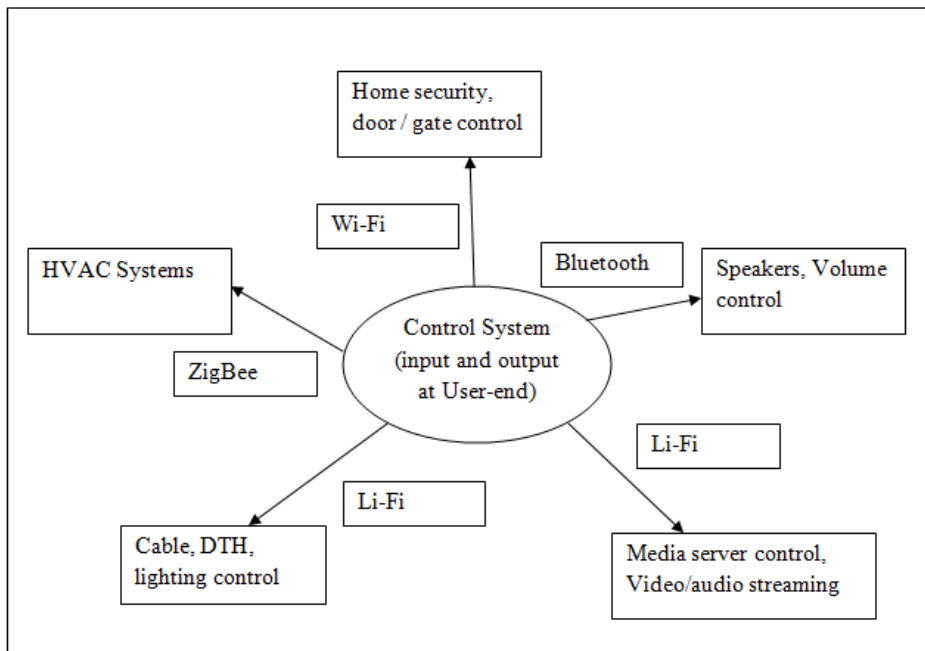 Home security,
door / gate control
Wi-Fi
Bluetooth
HVAC Systems
Speakers, Volume
control
Control System
(input and output
at User-end)
ZigBee
Li-Fi
Li-Fi
Cable, DTH,
lighting control
Media server control,
Video/audio streaming